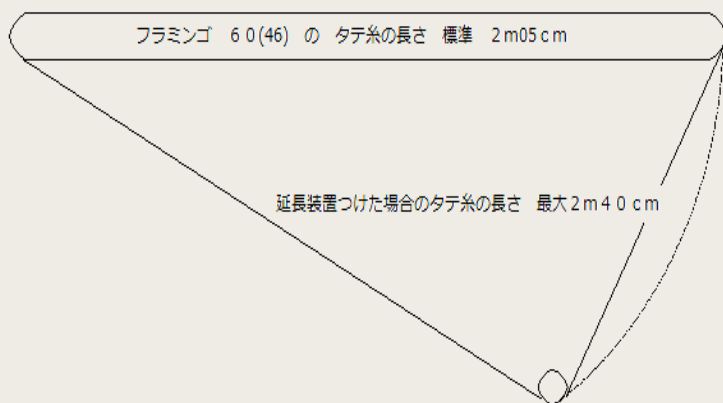 フラミンゴ　６０(46)　の　タテ糸の長さ　標準　２m05ｃm
延長装置つけた場合のタテ糸の長さ　最大２ｍ４０ｃｍ